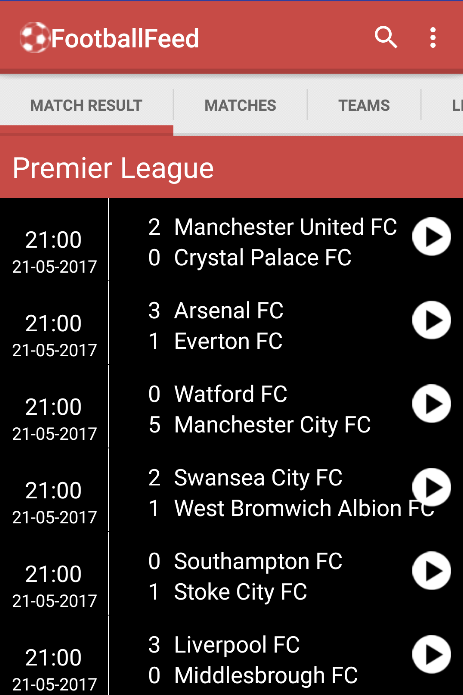 FootballFeed
MATCH RESULT MATCHES TEAMS
Premier League
21:00
21-05-2017
2 Manchester United FC
0 Crystal Palace FC
21:00
21-05-2017
3 Arsenal FC
1 Everton FC
21:00
21-05-2017
0 Watford FC
5 Manchester City FC
21:00
21-05-2017
2 Swansea City FC
1 West Bromwich Albion FC
21:00
21-05-2017
0 Southampton FC
1 Stoke City FC
21:00
21-05-2017
3 Liverpool FC
0 Middlesbrough FC